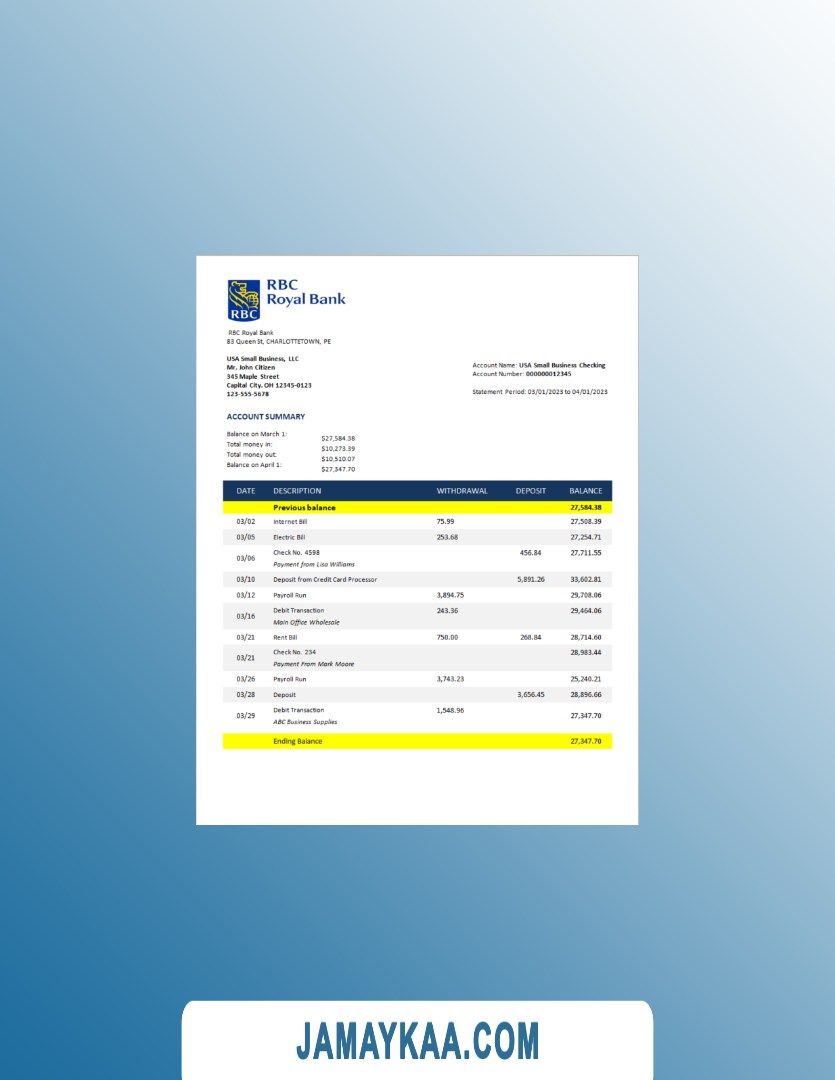 RBC
Royal Bank
RBC
RBC Royal Bank
83 Queen St, CHARLOTTETOWN, PE
USA Small Business, LLC
Mr. John Citizen
345 Maple Street
Capital City. OH 12345-0123
123-555-5678
Account Name: USA Small Business Checking
Account Number: 000000012345
Statement Period: 03/01/2023 to 04/01/2023
ACCOUNT SUMMARY
Balance on March 1: $27,584.38
Total money in: $10,273.39
Total money out: $10,510.07
Balance on April 1: $27,347.70
DATE DESCRIPTION WITHDRAWAL DEPOSIT BALANCE
Previous balance 27,584.38
03/02 Internet Bill 75.99 27,508.39
03/05 Electric Bill 253.68 27,254.71
03/06 Check No. 4598 456.84 27,711.55
Payment from Lisa Williams
03/10 Deposit from Credit Card Processor 5,891.26 33,602.81
03/12 Payroll Run 3,894.75 29,708.06
03/16 Debit Transaction 243.36 29,464.06
Main Office Wholesale
03/21 Rent Bill 750.00 268.84 28,714.60
03/21 Check No. 234 28,983.44
Payment From Mark Moore
03/26 Payroll Run 3,743.23 25,240.21
03/28 Deposit 3,656.45 28,896.66
03/29 Debit Transaction 1,548.96 27,347.70
ABC Business Supplies
Ending Balance 27,347.70
JAMAYKAA.COM